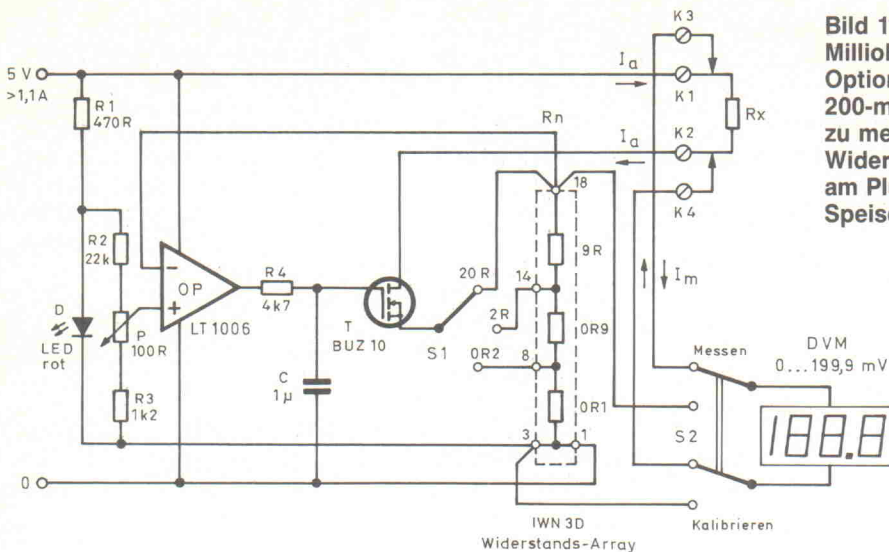 Bild 1
Milliol
Option
200-m
zu me
Widers
am Pl
Speise
K3
5 V
>1,1A
I a
K1
R1
470R
Rn
Rx
I a
K2
18
K4
R2
22k
9R
20 R
14
I m
OP
R4
4k7
D
LED
rot
P
100R
LT 1006
T
BUZ 10
S1
2R
0R9
DVM
0...199,9 mV
Messen
0R2
8
C
1µ
R3
1k2
0R1
S2
188.8
3
1
0
IWN 3D
Widerstands-Array
Kalibrieren